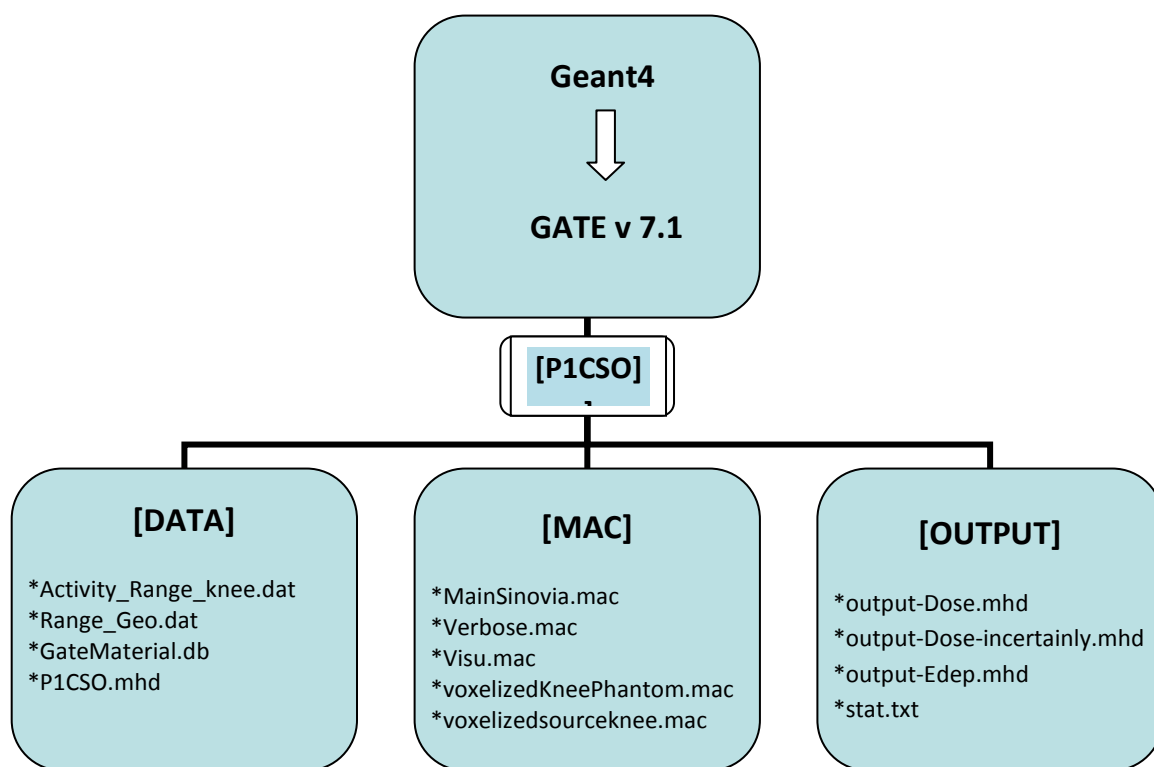 Geant4
GATE v 7.1
[P1CSO]
[DATA]
*Activity_Range_knee.dat
*Range_Geo.dat
*GateMaterial.db
*P1CSO.mhd
[MAC]
*MainSinovia.mac
*Verbose.mac
*Visu.mac
*voxelizedKneePhantom.mac
*voxelizedsourceknee.mac
[OUTPUT]
*output-Dose.mhd
*output-Dose-incertainly.mhd
*output-Edep.mhd
*stat.txt